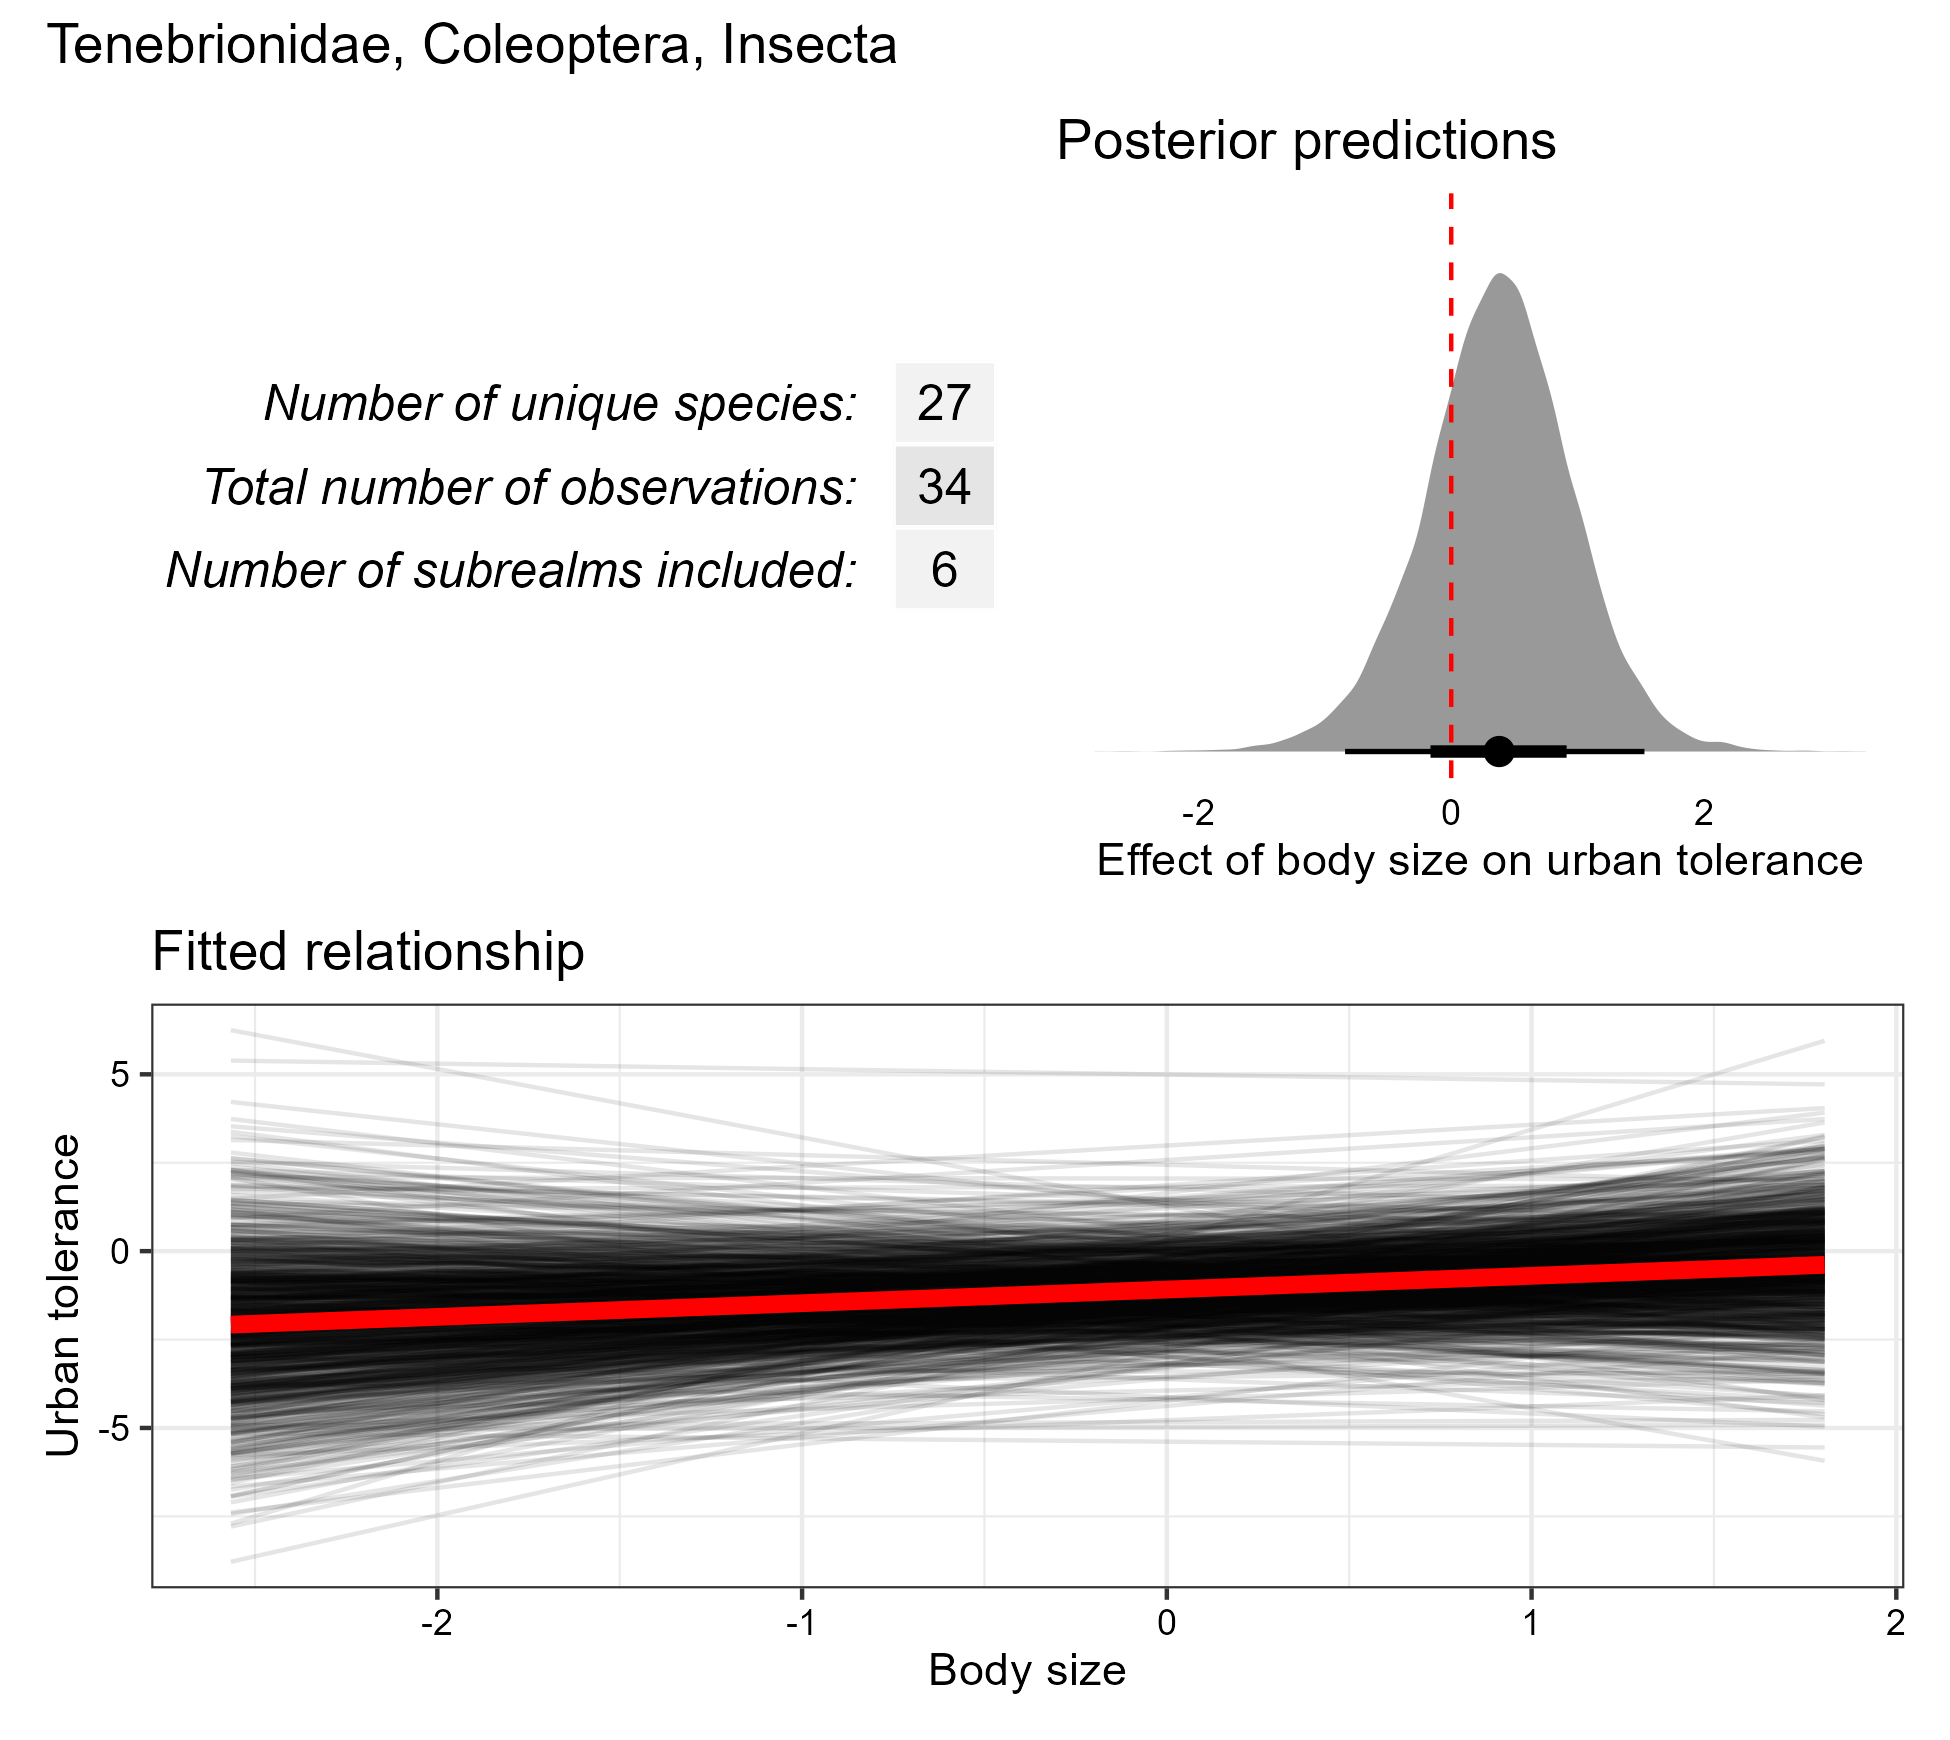 Tenebrionidae, Coleoptera, Insecta
Posterior predictions
Number of unique species: 27
Total number of observations: 34
Number of subrealms included: 6
-2 0 2
Effect of body size on urban tolerance
Fitted relationship
Urban tolerance
5
0
-5
-2 -1 0 1 2
Body size